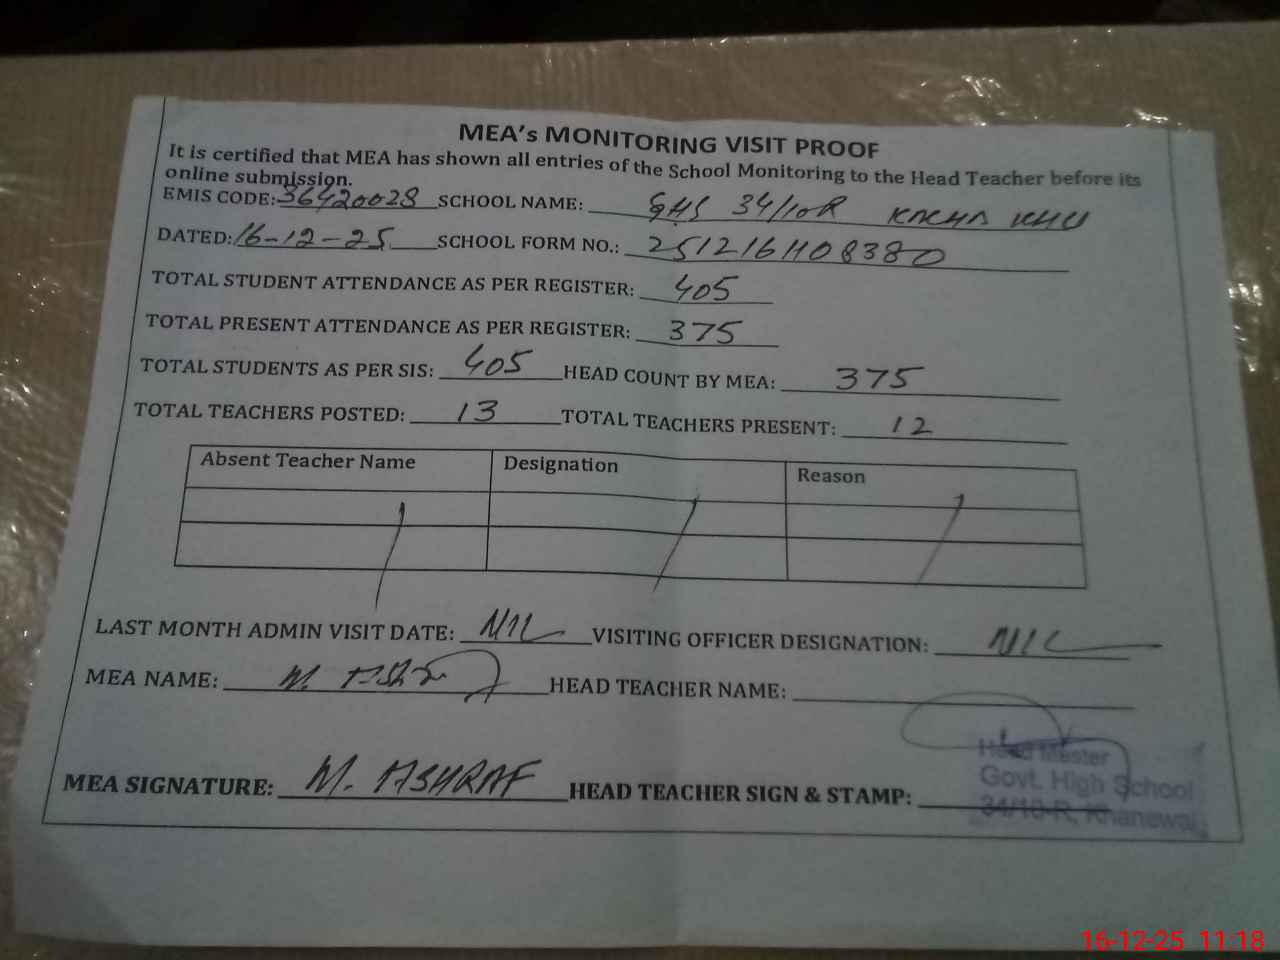 MEA's MONITORING VISIT PROOF
It is certified that MEA has shown all entries of the School Monitoring to the Head Teacher before its
online submission.
EMIS CODE: 36420028 SCHOOL NAME: GHS 34/10R KACHA KHU
DATED: 16-12-25 SCHOOL FORM NO.: 2512161108380
TOTAL STUDENT ATTENDANCE AS PER REGISTER: 405
TOTAL PRESENT ATTENDANCE AS PER REGISTER: 375
TOTAL STUDENTS AS PER SIS: 405 HEAD COUNT BY MEA: 375
TOTAL TEACHERS POSTED: 13 TOTAL TEACHERS PRESENT: 12
Absent Teacher Name Designation Reason
LAST MONTH ADMIN VISIT DATE: NIL VISITING OFFICER DESIGNATION: NIL
MEA NAME: M. HEAD TEACHER NAME:
Head Master
Govt. High School
34/10-R, Khanewal
MEA SIGNATURE: M. ASHRAF HEAD TEACHER SIGN & STAMP:
16-12-25 11:18